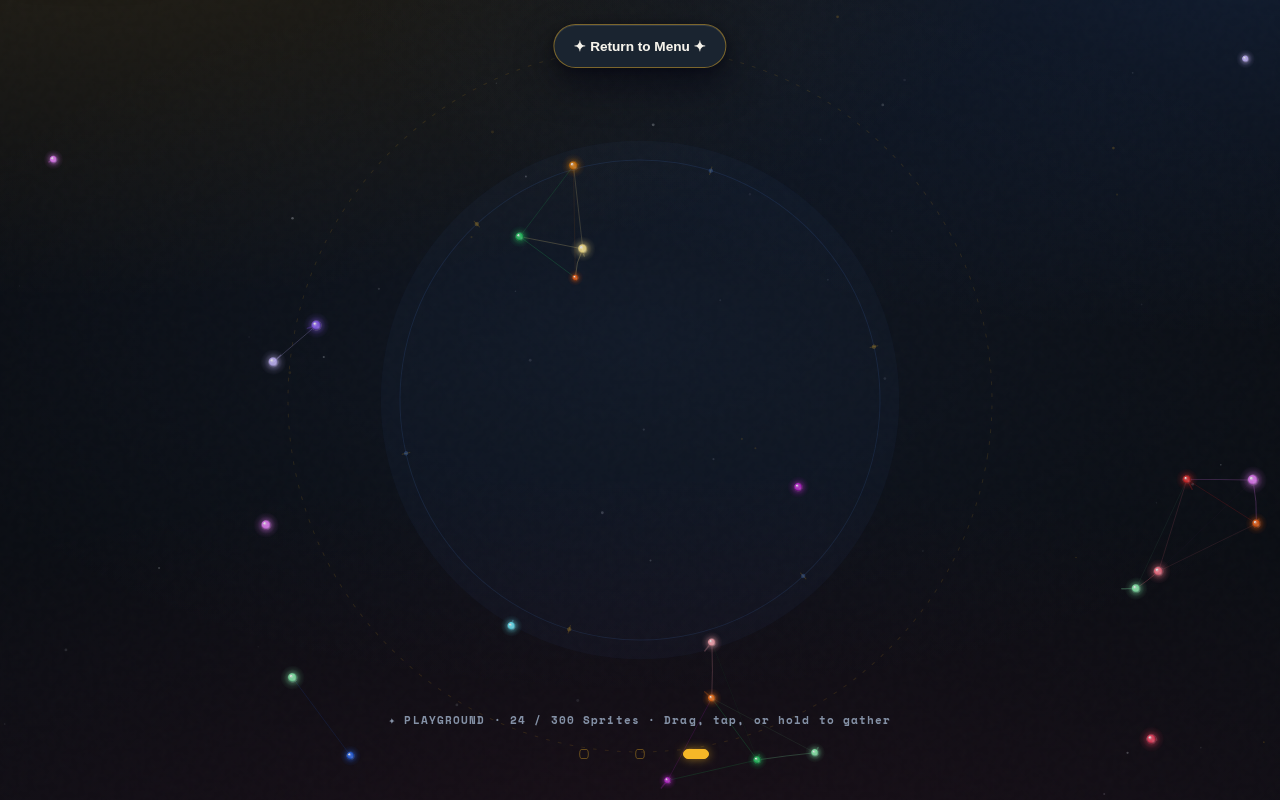 ✦ Return to Menu ✦
✦ PLAYGROUND · 24 / 300 Sprites · Drag, tap, or hold to gather